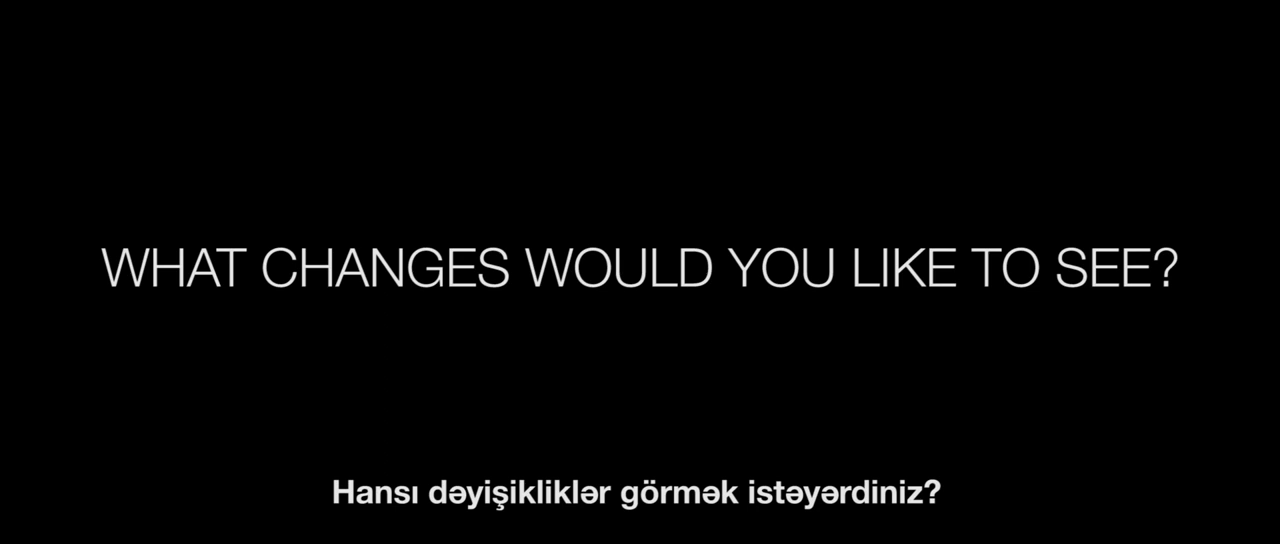 WHAT CHANGES WOULD YOU LIKE TO SEE?
Hansı dəyişikliklər görmək istəyərdiniz?